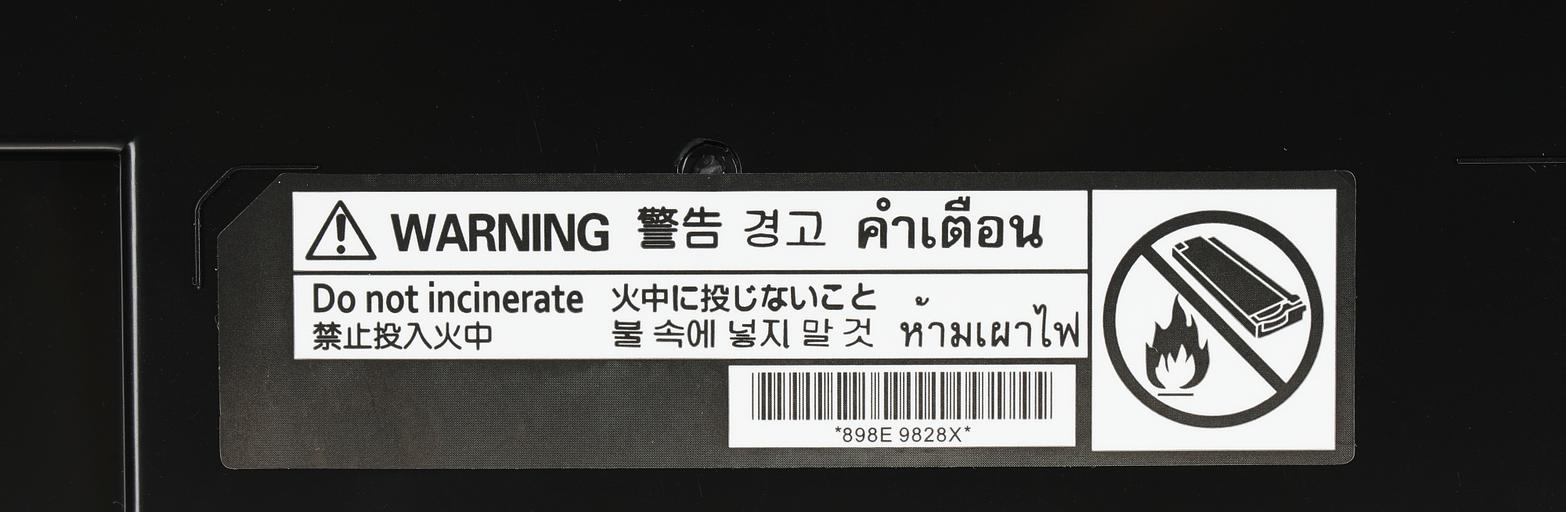 WARNING 警告 경고 คำเตือน
Do not incinerate 火中に投じないこと
禁止投入火中 불 속에 넣지 말 것 ห้ามเผาไฟ
*898E 9828X*